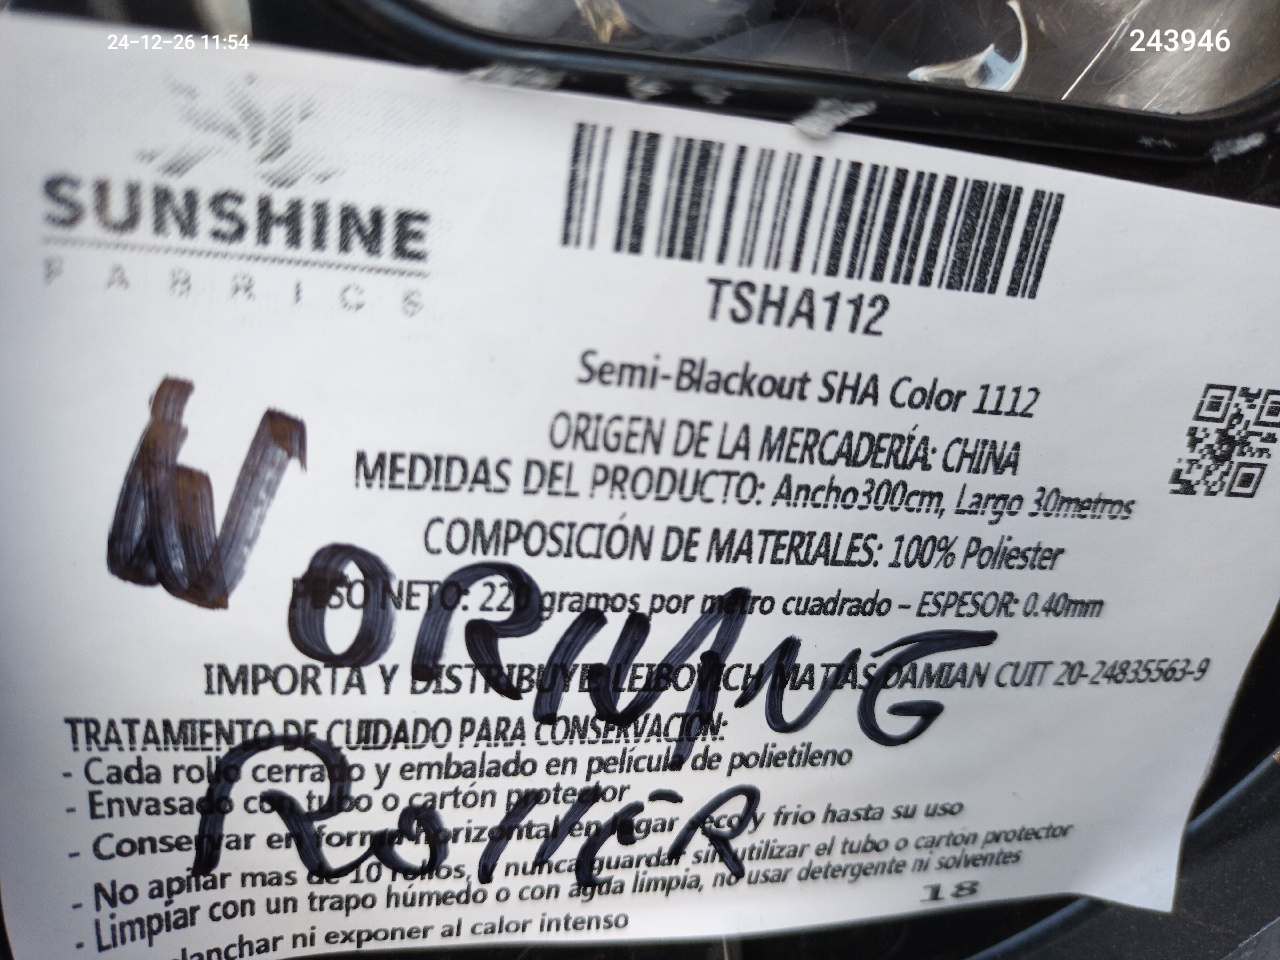 24-12-26 11:54
243946
SUNSHINE
FABRICS
TSHA112
Semi-Blackout SHA Color 1112
ORIGEN DE LA MERCADERÍA: CHINA
MEDIDAS DEL PRODUCTO: Ancho300cm, Largo 30metros
COMPOSICIÓN DE MATERIALES: 100% Poliester
PESO NETO: 220 gramos por metro cuadrado – ESPESOR: 0.40mm
IMPORTA Y DISTRIBUYE LEIBOVICH MATIAS DAMIAN CUIT 20-24835563-9
TRATAMIENTO DE CUIDADO PARA CONSERVACIÓN:
- Cada rollo cerrado y embalado en película de polietileno
- Envasado con tubo o cartón protector
- Conservar en forma horizontal en lugar seco y frio hasta su uso
- No apilar mas de 10 rollos, y nunca guardar sin utilizar el tubo o cartón protector
- Limpiar con un trapo húmedo o con agua limpia, no usar detergente ni solventes
planchar ni exponer al calor intenso
18